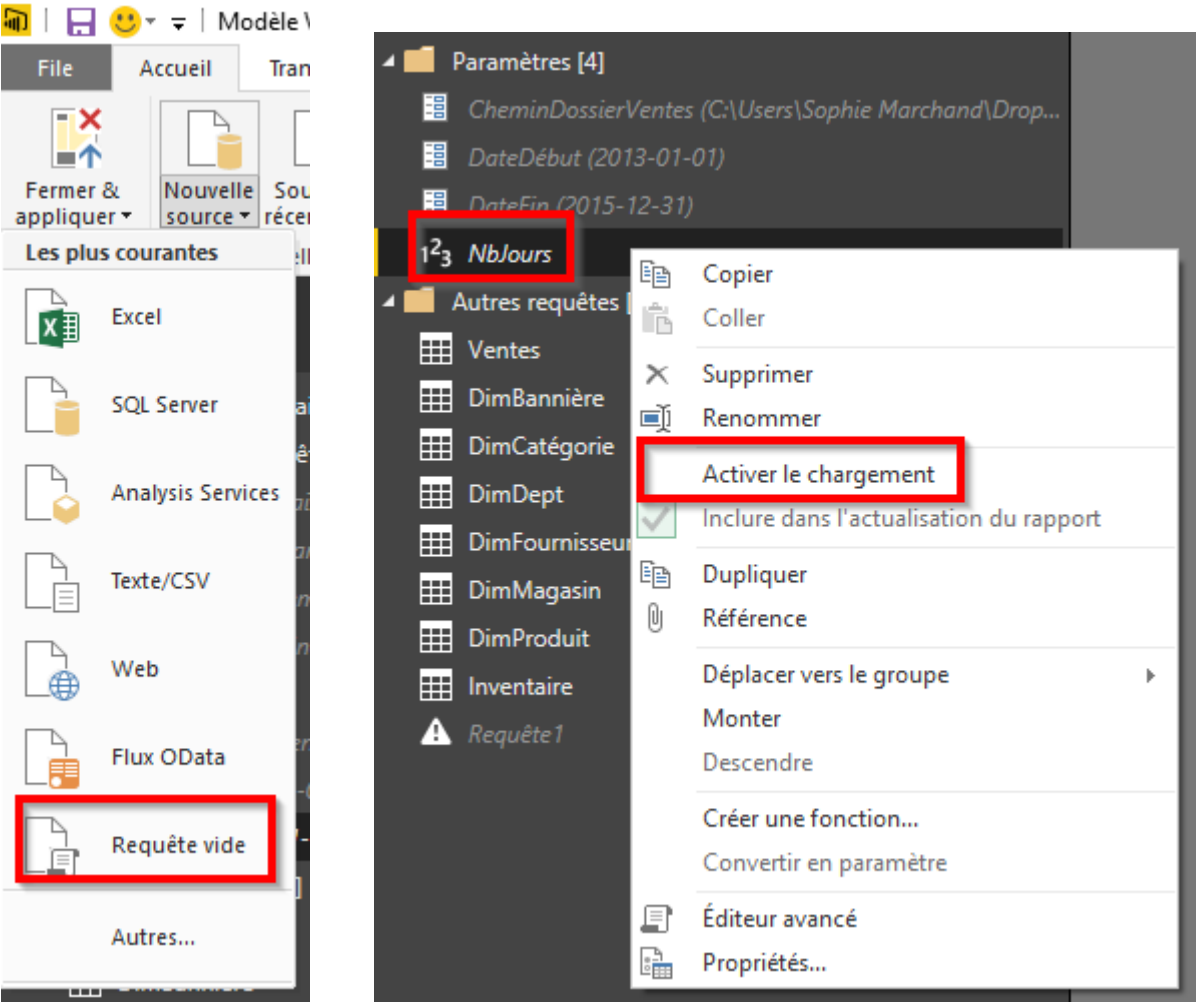 Modèle
File Accueil Tran
Fermer &
appliquer
Nouvelle
source
Sou
récen
Les plus courantes
Excel
SQL Server
Analysis Services
Texte/CSV
Web
Flux OData
Requête vide
Autres...
Paramètres [4]
CheminDossierVentes (C:\Users\Sophie Marchand\Drop...
DateDébut (2013-01-01)
DateFin (2015-12-31)
123 NbJours
Autres requêtes [
Ventes
DimBannière
DimCatégorie
DimDept
DimFournisseur
DimMagasin
DimProduit
Inventaire
Requête1
Copier
Coller
Supprimer
Renommer
Activer le chargement
Inclure dans l'actualisation du rapport
Dupliquer
Référence
Déplacer vers le groupe
Monter
Descendre
Créer une fonction...
Convertir en paramètre
Éditeur avancé
Propriétés...